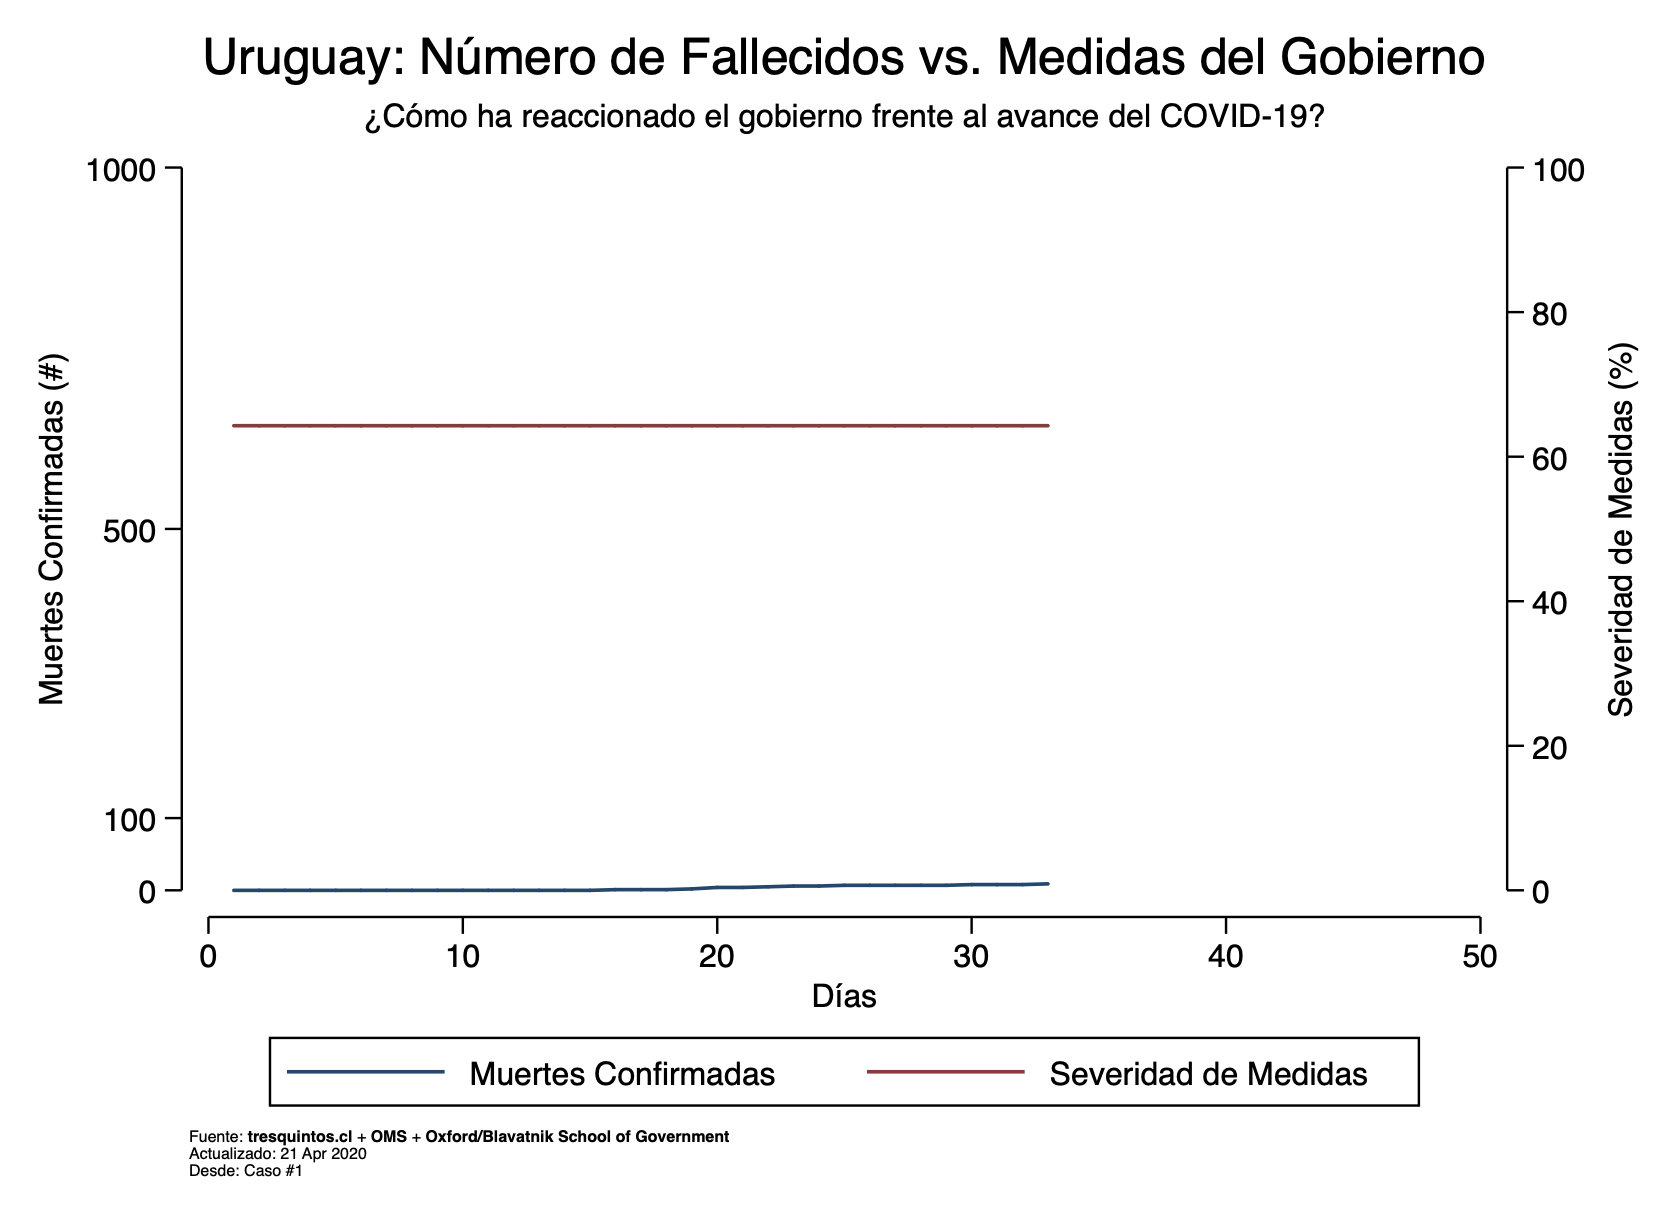 Uruguay: Número de Fallecidos vs. Medidas del Gobierno
¿Cómo ha reaccionado el gobierno frente al avance del COVID-19?
Muertes Confirmadas (#)
1000
500
100
0
100
80
60
40
20
0
Severidad de Medidas (%)
0 10 20 30 40 50
Días
Muertes Confirmadas Severidad de Medidas
Fuente: tresquintos.cl + OMS + Oxford/Blavatnik School of Government
Actualizado: 21 Apr 2020
Desde: Caso #1